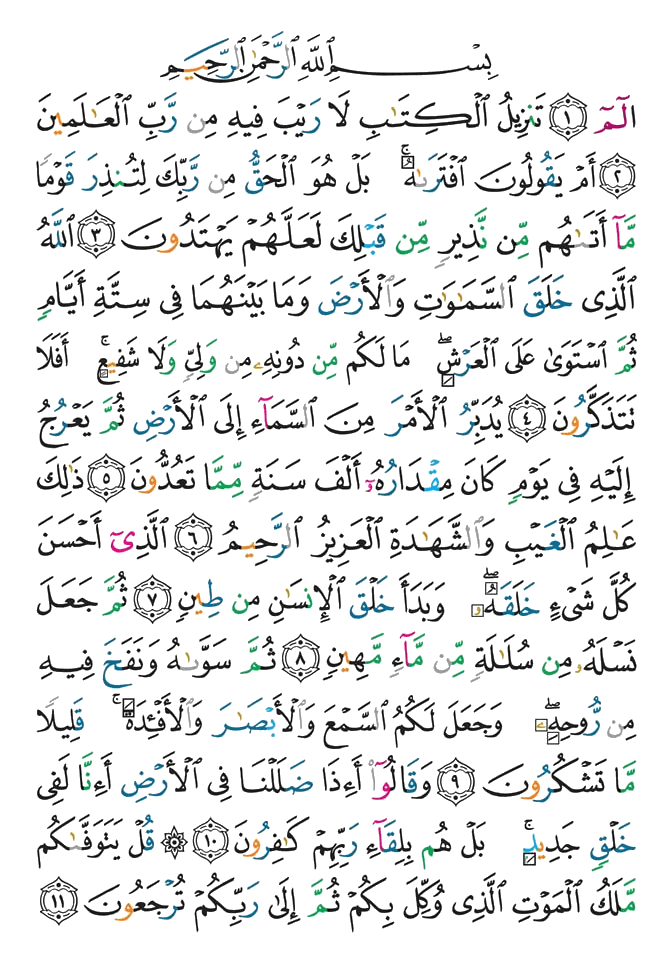 بِسْمِ ٱللَّهِ ٱلرَّحْمَٰنِ ٱلرَّحِيمِ
الٓمٓ ١ تَنزِيلُ ٱلْكِتَٰبِ لَا رَيْبَ فِيهِ مِن رَّبِّ ٱلْعَٰلَمِينَ
٢ أَمْ يَقُولُونَ ٱفْتَرَىٰهُ ۚ بَلْ هُوَ ٱلْحَقُّ مِن رَّبِّكَ لِتُنذِرَ قَوْمًا
مَّآ أَتَىٰهُم مِّن نَّذِيرٍ مِّن قَبْلِكَ لَعَلَّهُمْ يَهْتَدُونَ ٣ ٱللَّهُ
ٱلَّذِى خَلَقَ ٱلسَّمَٰوَٰتِ وَٱلْأَرْضَ وَمَا بَيْنَهُمَا فِى سِتَّةِ أَيَّامٍ
ثُمَّ ٱسْتَوَىٰ عَلَى ٱلْعَرْشِ ۖ مَا لَكُم مِّن دُونِهِۦ مِن وَلِىٍّ وَلَا شَفِيعٍ ۚ أَفَلَا
تَتَذَكَّرُونَ ٤ يُدَبِّرُ ٱلْأَمْرَ مِنَ ٱلسَّمَآءِ إِلَى ٱلْأَرْضِ ثُمَّ يَعْرُجُ
إِلَيْهِ فِى يَوْمٍ كَانَ مِقْدَارُهُۥٓ أَلْفَ سَنَةٍ مِّمَّا تَعُدُّونَ ٥ ذَٰلِكَ
عَٰلِمُ ٱلْغَيْبِ وَٱلشَّهَٰدَةِ ٱلْعَزِيزُ ٱلرَّحِيمُ ٦ ٱلَّذِىٓ أَحْسَنَ
كُلَّ شَىْءٍ خَلَقَهُۥ ۖ وَبَدَأَ خَلْقَ ٱلْإِنسَٰنِ مِن طِينٍ ٧ ثُمَّ جَعَلَ
نَسْلَهُۥ مِن سُلَٰلَةٍ مِّن مَّآءٍ مَّهِينٍ ٨ ثُمَّ سَوَّىٰهُ وَنَفَخَ فِيهِ
مِن رُّوحِهِۦ ۖ وَجَعَلَ لَكُمُ ٱلسَّمْعَ وَٱلْأَبْصَٰرَ وَٱلْأَفْـِٔدَةَ ۚ قَلِيلًا
مَّا تَشْكُرُونَ ٩ وَقَالُوٓا۟ أَءِذَا ضَلَلْنَا فِى ٱلْأَرْضِ أَءِنَّا لَفِى
خَلْقٍ جَدِيدٍۭ ۚ بَلْ هُم بِلِقَآءِ رَبِّهِمْ كَٰفِرُونَ ١٠ ۞ قُلْ يَتَوَفَّىٰكُم
مَّلَكُ ٱلْمَوْتِ ٱلَّذِى وُكِّلَ بِكُمْ ثُمَّ إِلَىٰ رَبِّكُمْ تُرْجَعُونَ ١١